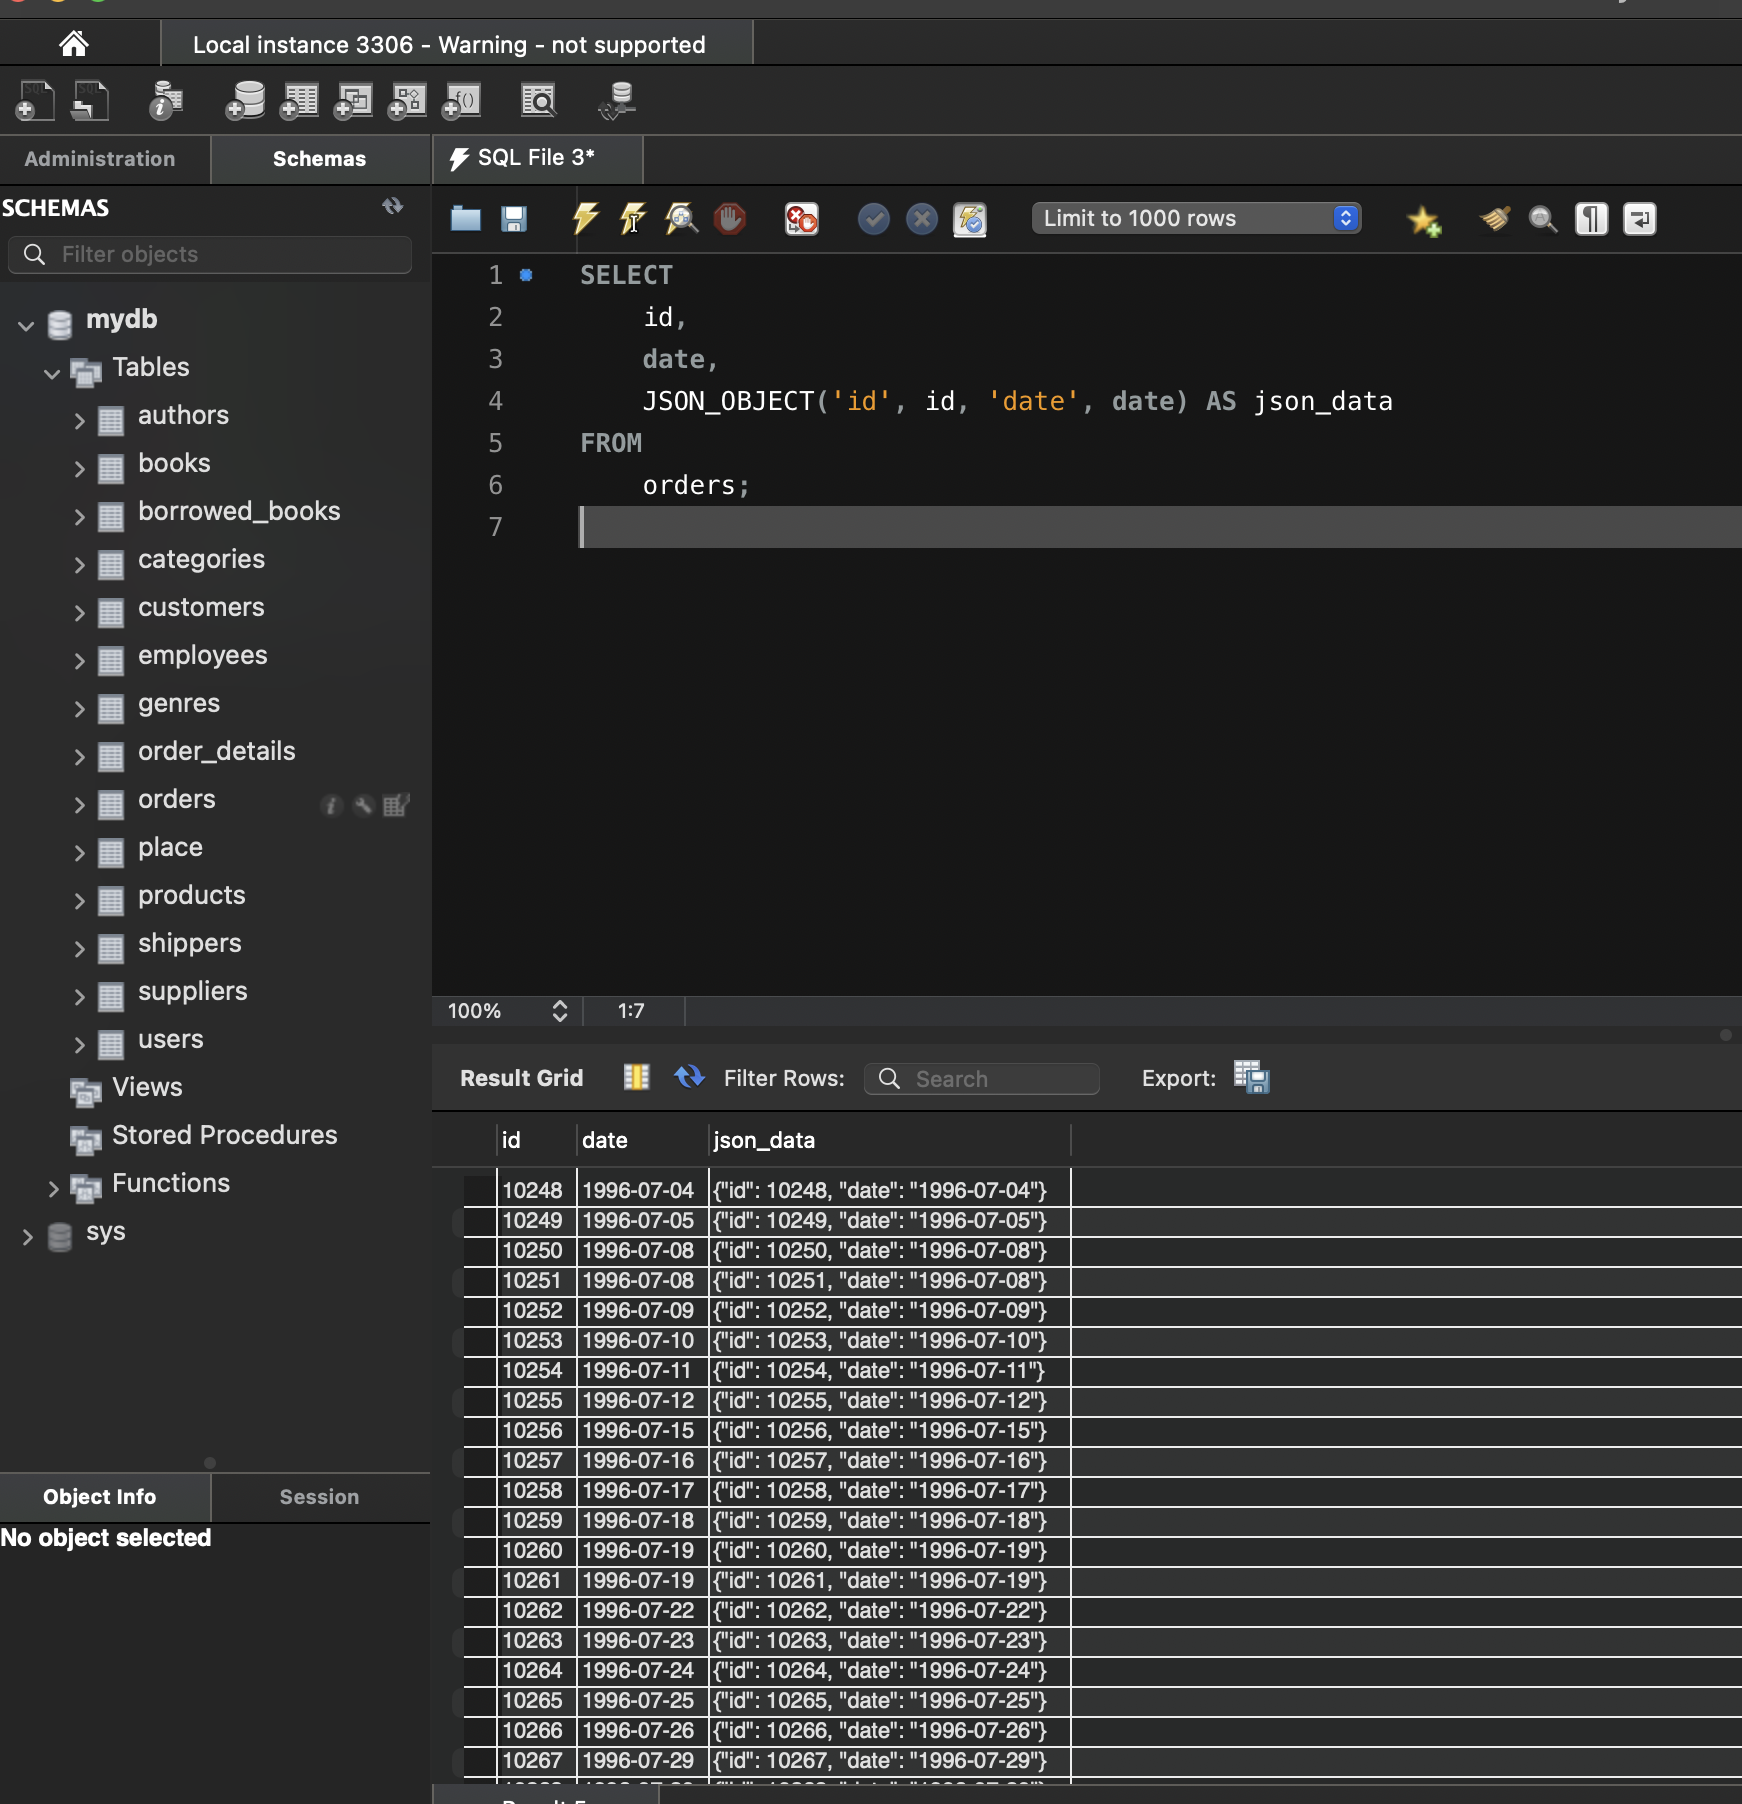 Local instance 3306 - Warning - not supported
Administration
Schemas
SQL File 3*
SCHEMAS
Filter objects
Limit to 1000 rows
mydb
Tables
authors
books
borrowed_books
categories
customers
employees
genres
order_details
orders
place
products
shippers
suppliers
users
Views
Stored Procedures
Functions
sys
Object Info
Session
No object selected
1 SELECT
2 id,
3 date,
4 JSON_OBJECT('id', id, 'date', date) AS json_data
5 FROM
6 orders;
7
100% 1:7
Result Grid Filter Rows: Search Export:
id date json_data
10248 1996-07-04 {"id": 10248, "date": "1996-07-04"}
10249 1996-07-05 {"id": 10249, "date": "1996-07-05"}
10250 1996-07-08 {"id": 10250, "date": "1996-07-08"}
10251 1996-07-08 {"id": 10251, "date": "1996-07-08"}
10252 1996-07-09 {"id": 10252, "date": "1996-07-09"}
10253 1996-07-10 {"id": 10253, "date": "1996-07-10"}
10254 1996-07-11 {"id": 10254, "date": "1996-07-11"}
10255 1996-07-12 {"id": 10255, "date": "1996-07-12"}
10256 1996-07-15 {"id": 10256, "date": "1996-07-15"}
10257 1996-07-16 {"id": 10257, "date": "1996-07-16"}
10258 1996-07-17 {"id": 10258, "date": "1996-07-17"}
10259 1996-07-18 {"id": 10259, "date": "1996-07-18"}
10260 1996-07-19 {"id": 10260, "date": "1996-07-19"}
10261 1996-07-19 {"id": 10261, "date": "1996-07-19"}
10262 1996-07-22 {"id": 10262, "date": "1996-07-22"}
10263 1996-07-23 {"id": 10263, "date": "1996-07-23"}
10264 1996-07-24 {"id": 10264, "date": "1996-07-24"}
10265 1996-07-25 {"id": 10265, "date": "1996-07-25"}
10266 1996-07-26 {"id": 10266, "date": "1996-07-26"}
10267 1996-07-29 {"id": 10267, "date": "1996-07-29"}